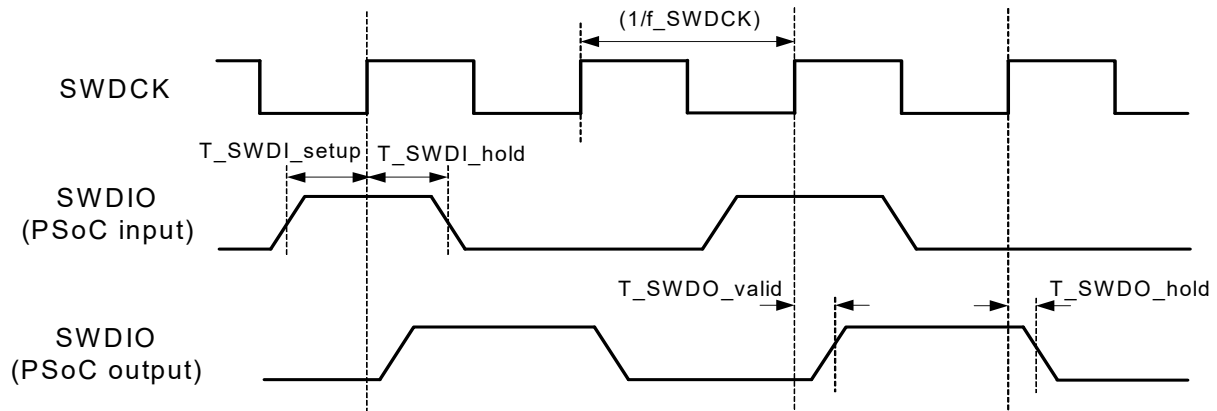 (1/f_SWDCK)
SWDCK
T_SWDI_setup
T_SWDI_hold
SWDIO
(PSoC input)
T_SWDO_valid
T_SWDO_hold
SWDIO
(PSoC output)